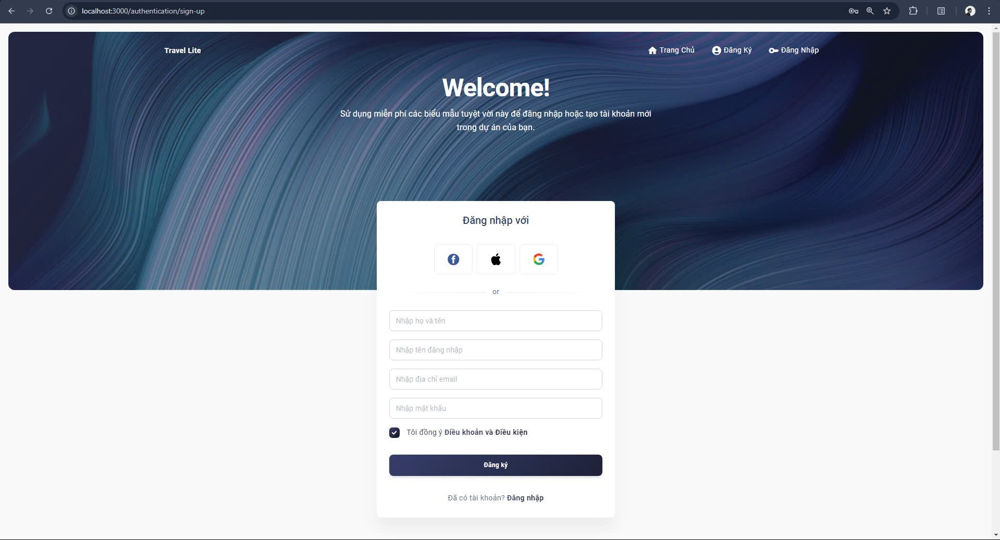 localhost:3000/authentication/sign-up
Travel Lite
Trang Chủ
Đăng Ký
Đăng Nhập
Welcome!
Sử dụng miễn phí các biểu mẫu tuyệt vời này để đăng nhập hoặc tạo tài khoản mới
trong dự án của bạn.
Đăng nhập với
or
Nhập họ và tên
Nhập tên đăng nhập
Nhập địa chỉ email
Nhập mật khẩu
Tôi đồng ý Điều khoản và Điều kiện
Đăng ký
Đã có tài khoản? Đăng nhập